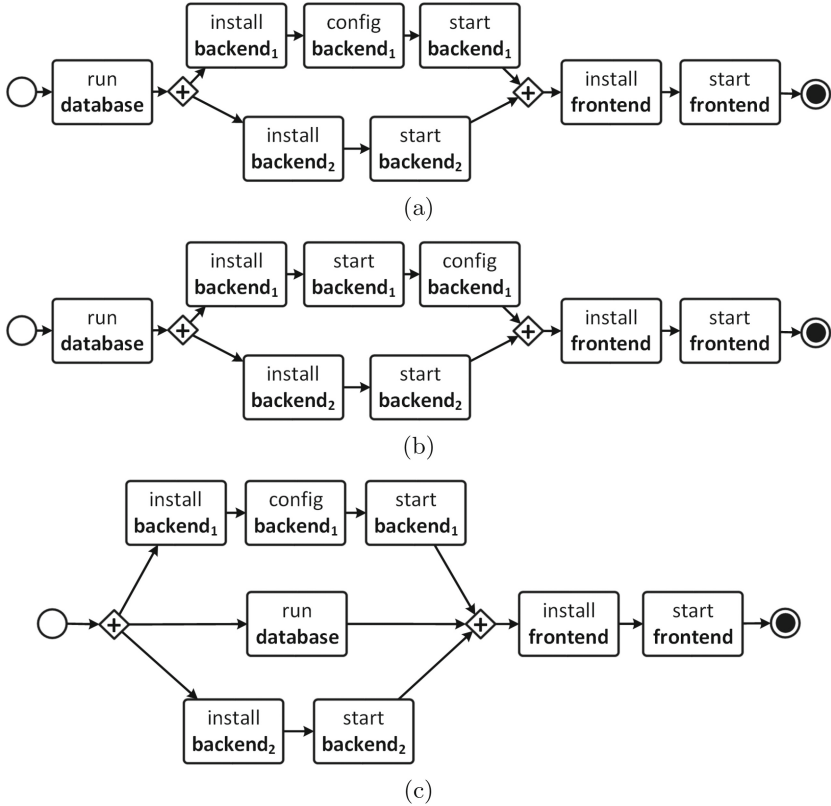 install
backend₁
config
backend₁
start
backend₁
run
database
install
frontend
start
frontend
install
backend₂
start
backend₂
(a)
install
backend₁
start
backend₁
config
backend₁
run
database
install
frontend
start
frontend
install
backend₂
start
backend₂
(b)
install
backend₁
config
backend₁
start
backend₁
run
database
install
frontend
start
frontend
install
backend₂
start
backend₂
(c)